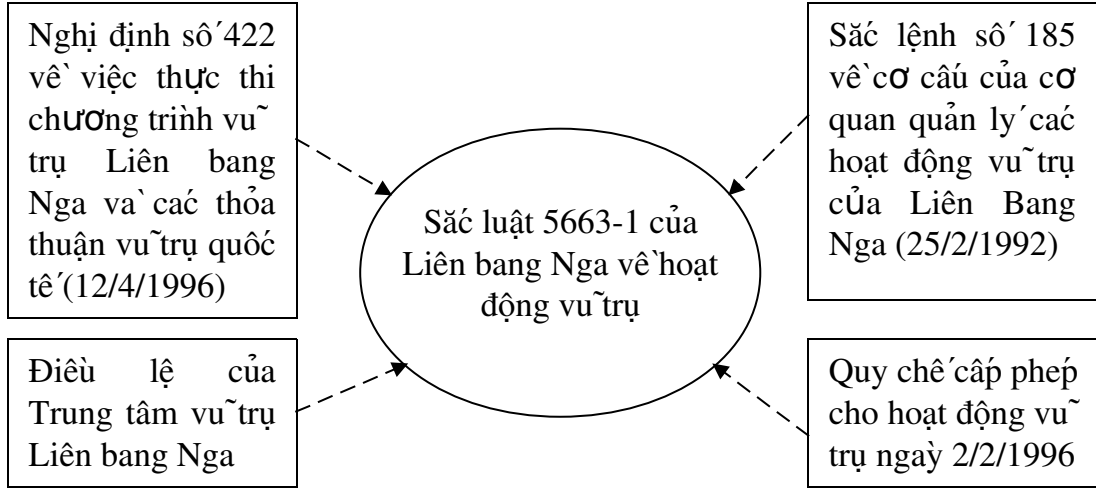 Nghị định số 422
về việc thực thi
chương trình vũ
trụ Liên bang
Nga và các thỏa
thuận vũ trụ quốc
tế (12/4/1996)
Sắc lệnh số 185
về cơ cấu của cơ
quan quản lý các
hoạt động vũ trụ
của Liên Bang
Nga (25/2/1992)
Sắc luật 5663-1 của
Liên bang Nga về hoạt
động vũ trụ
Điều lệ của
Trung tâm vũ trụ
Liên bang Nga
Quy chế cấp phép
cho hoạt động vũ
trụ ngày 2/2/1996